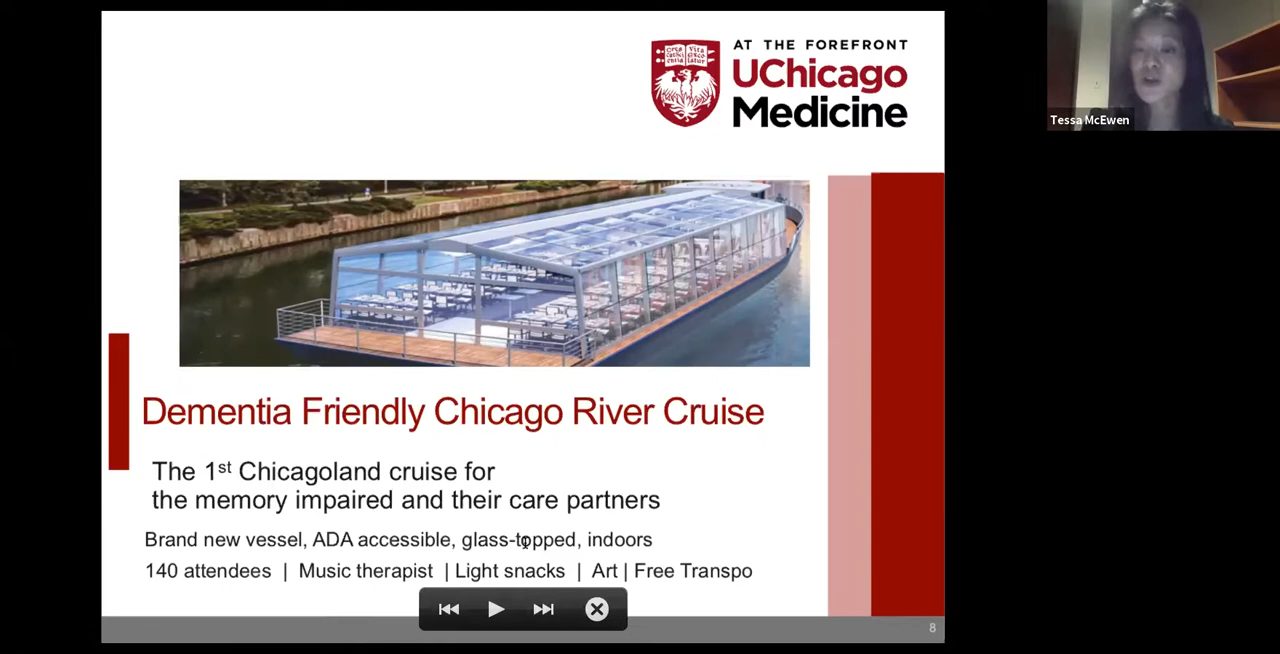 AT THE FOREFRONT
UChicago
Medicine
Tessa McEwen
Dementia Friendly Chicago River Cruise
The 1st Chicagoland cruise for
the memory impaired and their care partners
Brand new vessel, ADA accessible, glass-topped, indoors
140 attendees | Music therapist | Light snacks | Art | Free Transpo
8